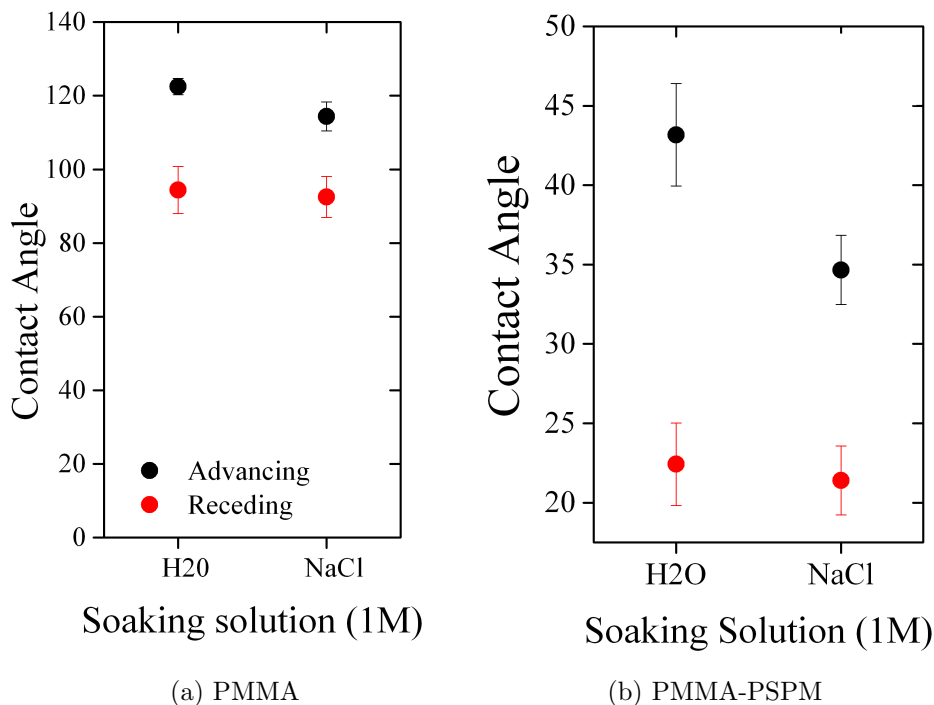 140
120
100
80
60
40
20
0
Contact Angle
Advancing
Receding
H20
NaCl
Soaking solution (1M)
(a) PMMA
50
45
40
35
30
25
20
Contact Angle
H2O
NaCl
Soaking Solution (1M)
(b) PMMA-PSPM